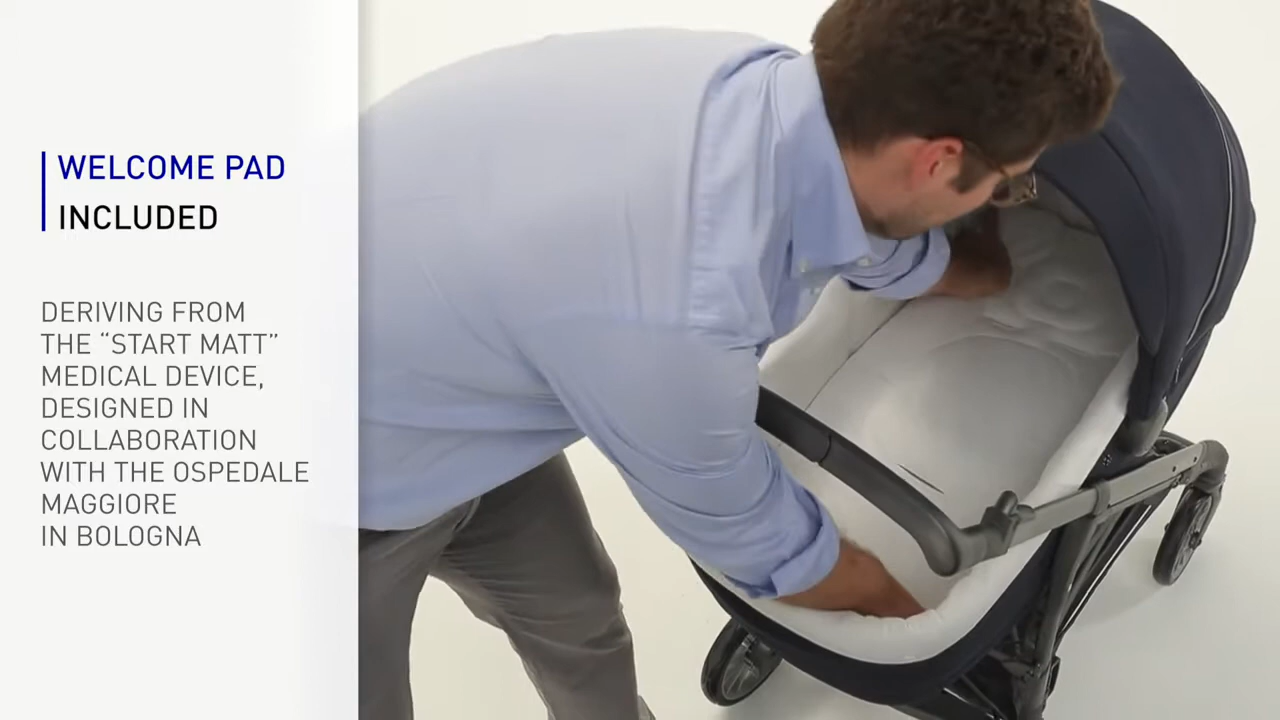 WELCOME PAD
INCLUDED
DERIVING FROM
THE “START MATT”
MEDICAL DEVICE,
DESIGNED IN
COLLABORATION
WITH THE OSPEDALE
MAGGIORE
IN BOLOGNA